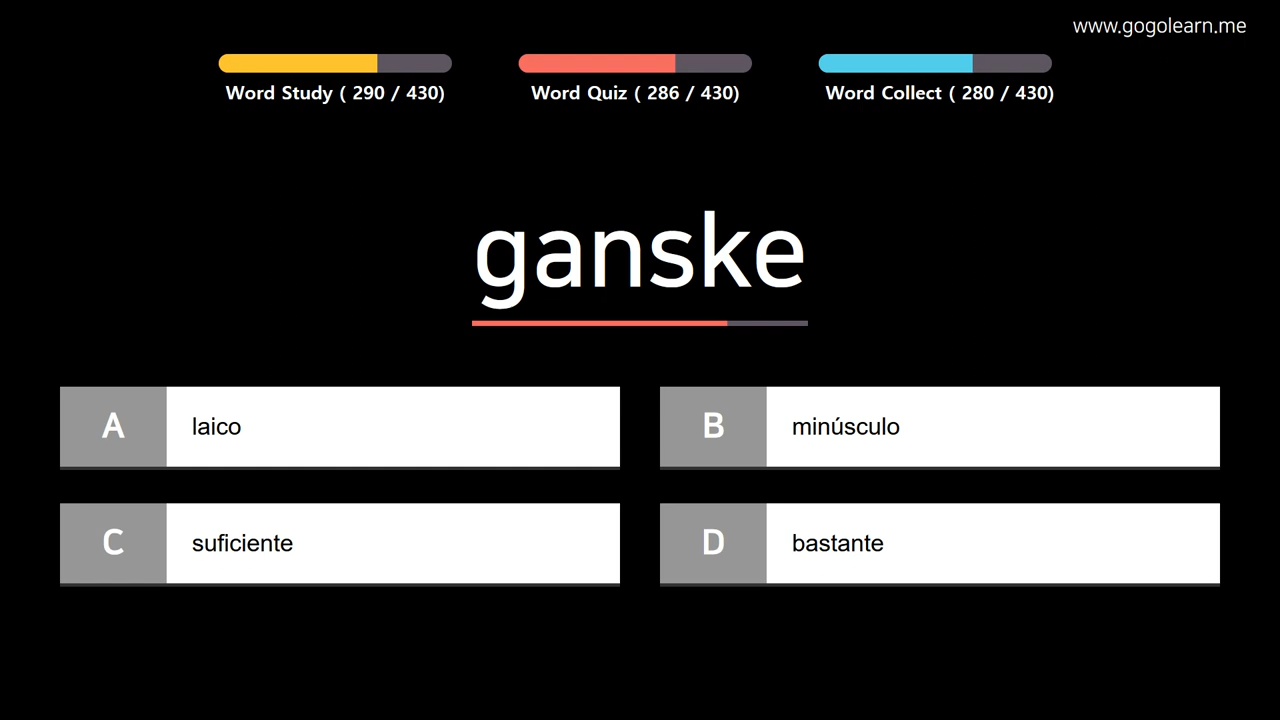 www.gogolearn.me
Word Study ( 290 / 430)
Word Quiz ( 286 / 430)
Word Collect ( 280 / 430)
ganske
A laico
B minúsculo
C suficiente
D bastante